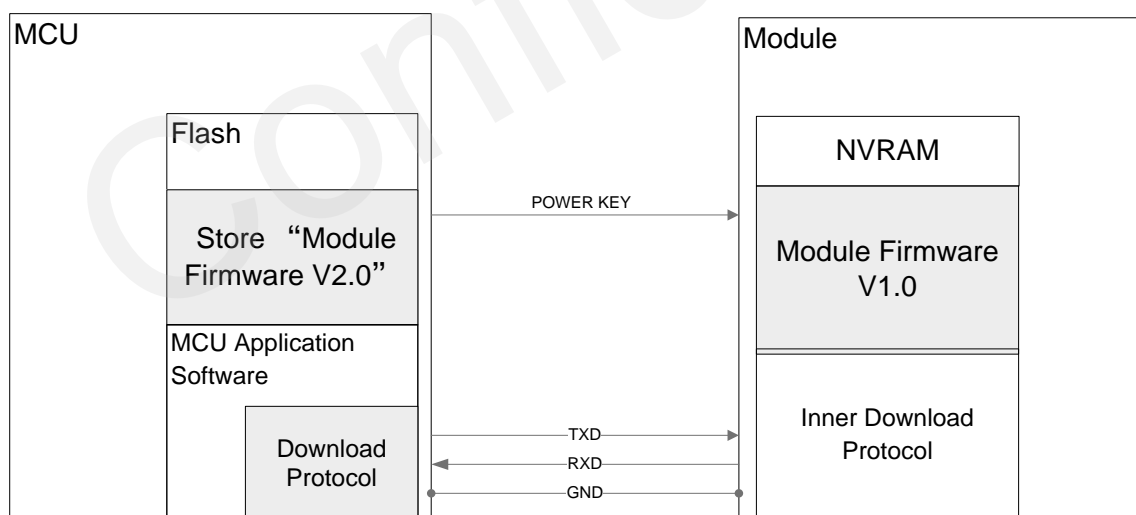 MCU
Module
Flash
NVRAM
POWER KEY
Store “Module
Firmware V2.0”
Module Firmware
V1.0
MCU Application
Software
Download
Protocol
Inner Download
Protocol
TXD
RXD
GND